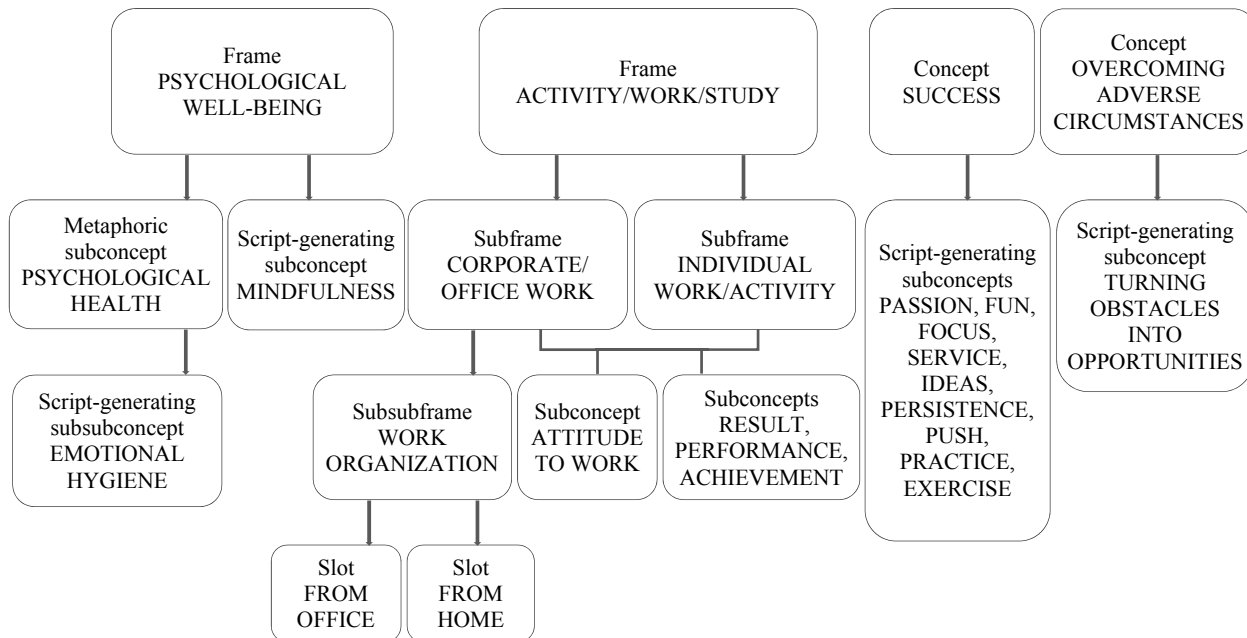 Frame
PSYCHOLOGICAL
WELL-BEING
Frame
ACTIVITY/WORK/STUDY
Concept
SUCCESS
Concept
OVERCOMING
ADVERSE
CIRCUMSTANCES
Metaphoric
subconcept
PSYCHOLOGICAL
HEALTH
Script-generating
subconcept
MINDFULNESS
Subframe
CORPORATE/
OFFICE WORK
Subframe
INDIVIDUAL
WORK/ACTIVITY
Script-generating
subconcepts
PASSION, FUN,
FOCUS,
SERVICE,
IDEAS,
PERSISTENCE,
PUSH,
PRACTICE,
EXERCISE
Script-generating
subconcept
TURNING
OBSTACLES
INTO
OPPORTUNITIES
Script-generating
subsubconcept
EMOTIONAL
HYGIENE
Subsubframe
WORK
ORGANIZATION
Subconcept
ATTITUDE
TO WORK
Subconcepts
RESULT,
PERFORMANCE,
ACHIEVEMENT
Slot
FROM
OFFICE
Slot
FROM
HOME